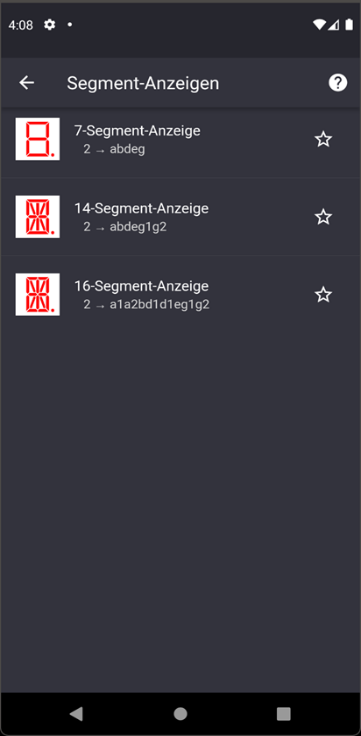 4:08
Segment-Anzeigen
7-Segment-Anzeige
2 → abdeg
14-Segment-Anzeige
2 → abdeg1g2
16-Segment-Anzeige
2 → a1a2bd1d1eg1g2